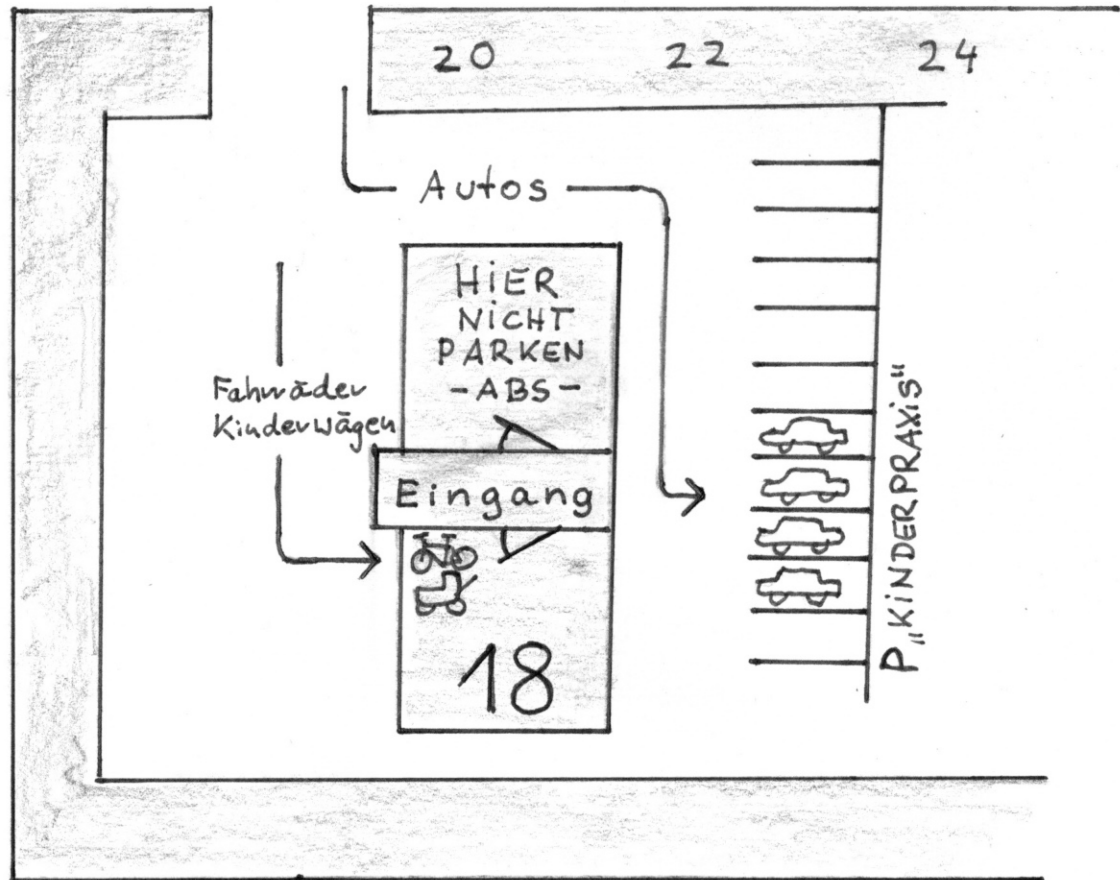 20 22 24
Autos
HiER
NiCHT
PARKEN
-ABS-
Fahrräder
Kinderwägen
Eingang
18
P„KiNDERPRAXiS“